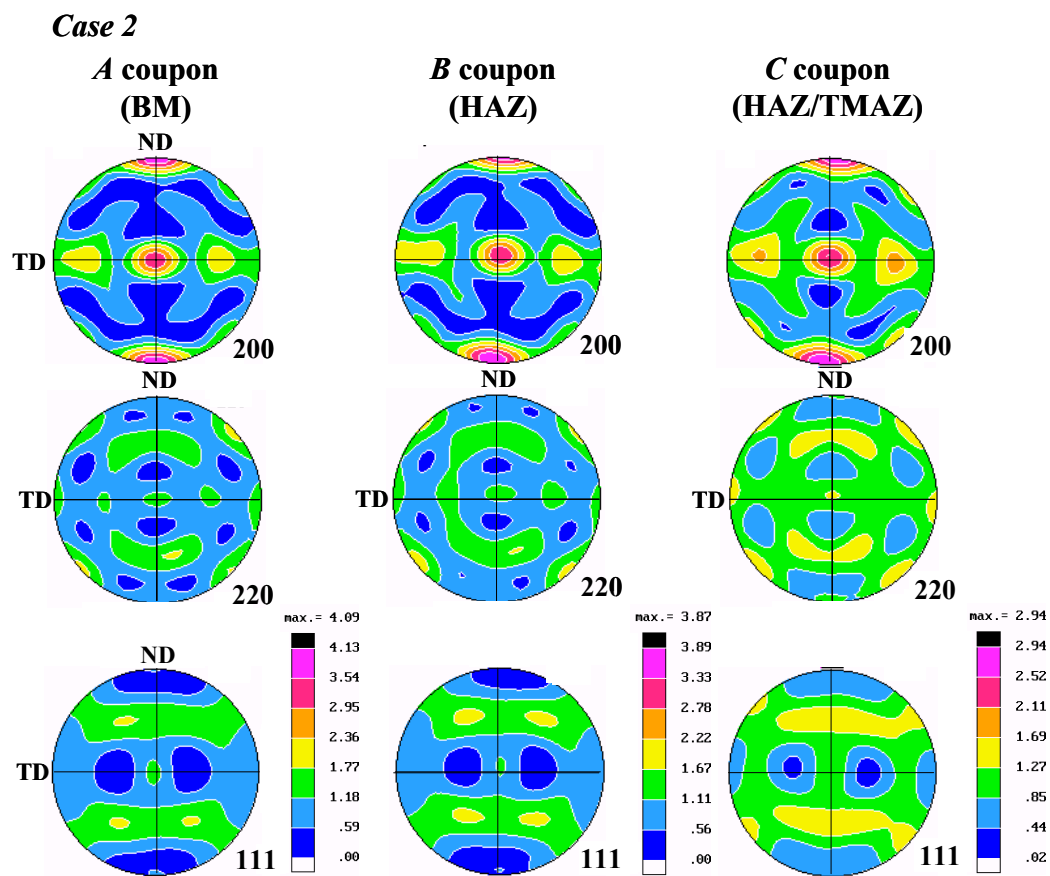 Case 2
A coupon
(BM)
B coupon
(HAZ)
C coupon
(HAZ/TMAZ)
ND
TD
200
200
200
ND
ND
ND
TD
TD
220
220
220
max.= 4.09
4.13
3.54
2.95
2.36
1.77
1.18
.59
.00
max.= 3.87
3.89
3.33
2.78
2.22
1.67
1.11
.56
.00
max.= 2.94
2.94
2.52
2.11
1.69
1.27
.85
.44
.02
ND
TD
111
111
111